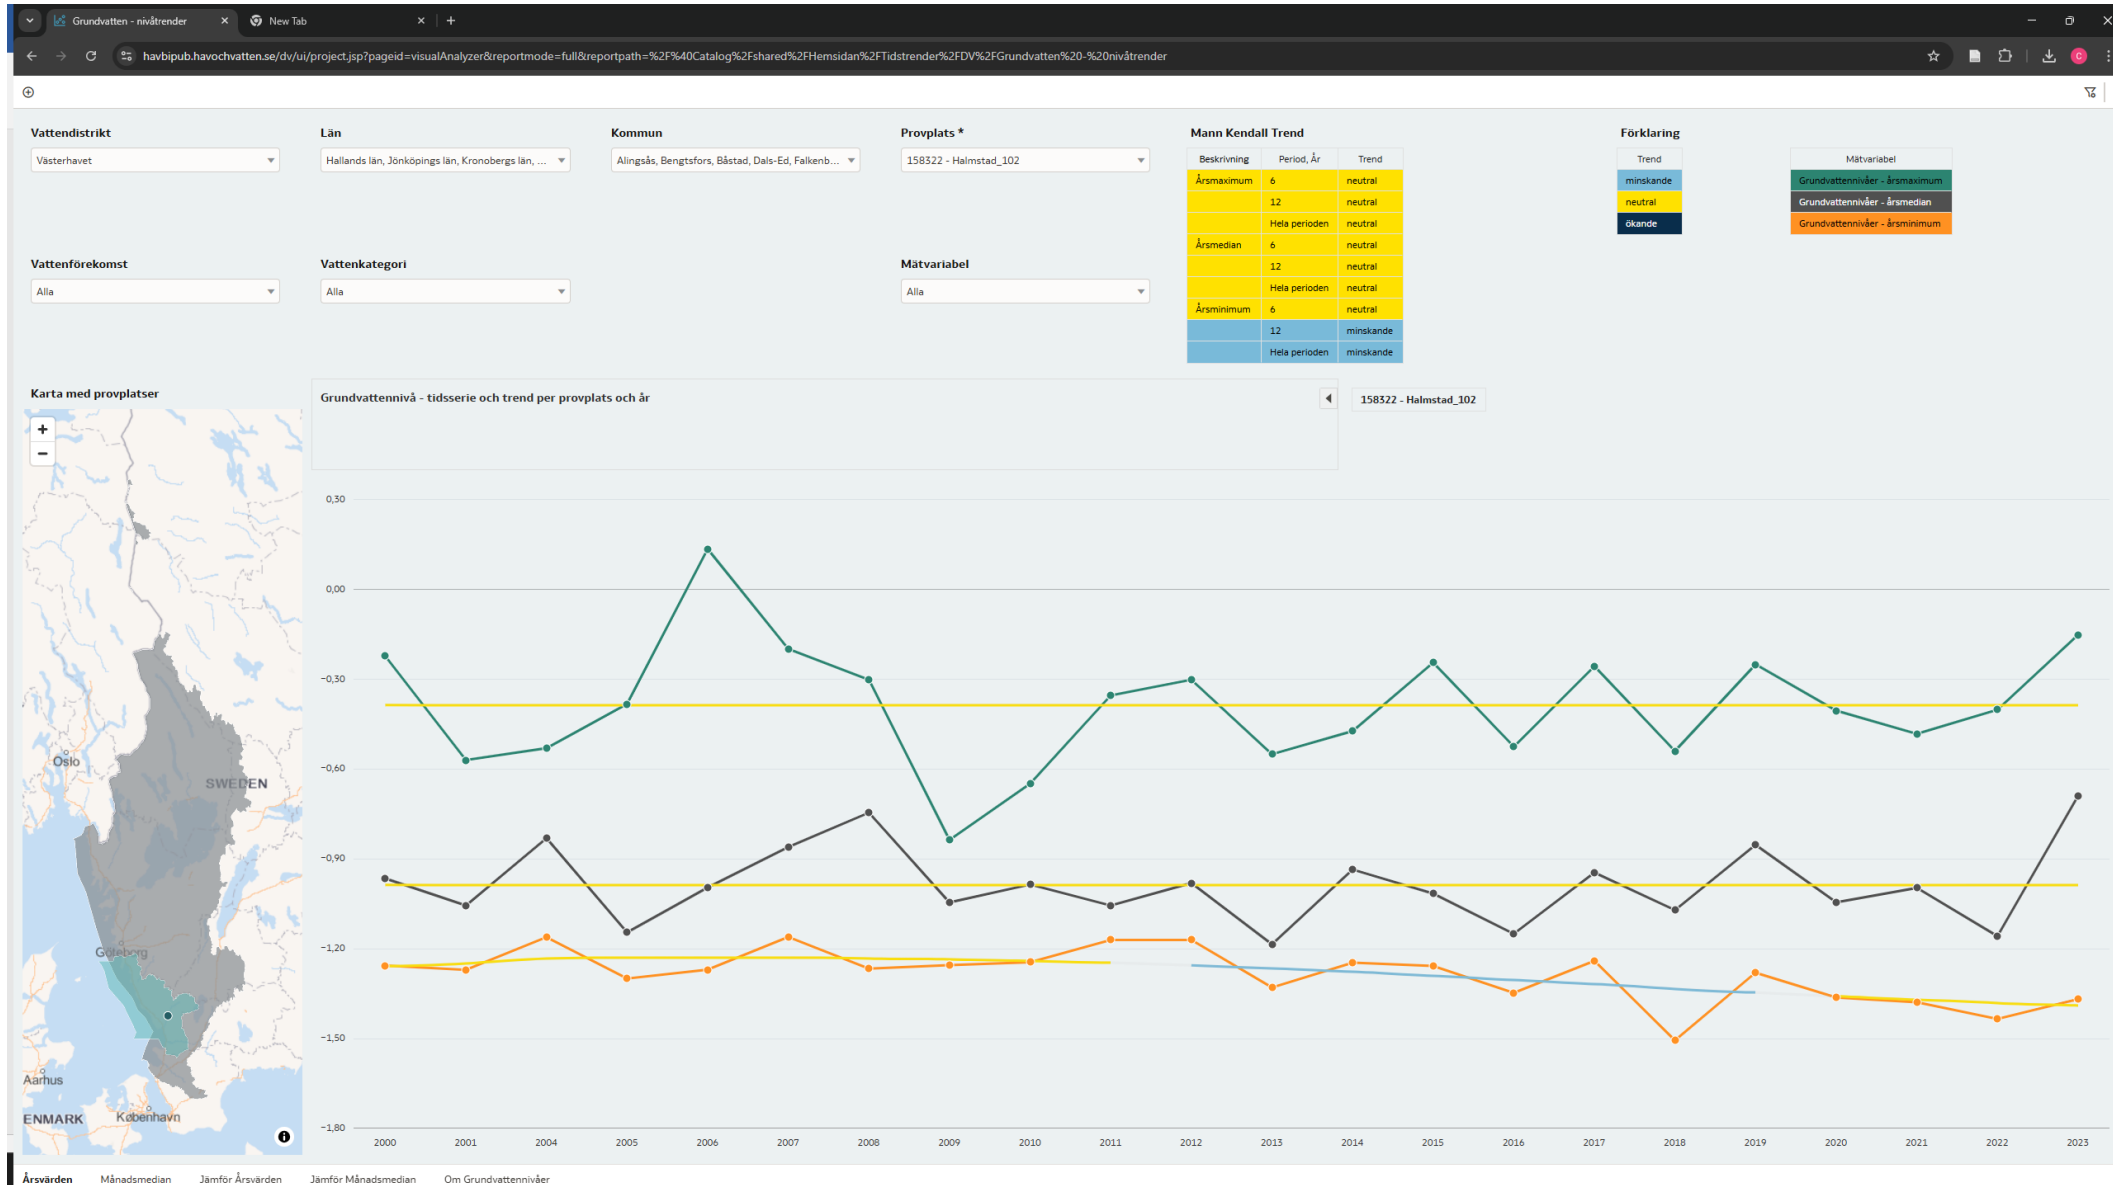 Grundvatten - nivåtrender
New Tab
havbipub.havochvatten.se/dv/ui/project.jsp?pageid=visualAnalyzer&reportmode=full&reportpath=%2F%40Catalog%2Fshared%2FHemsidan%2FTidstrender%2FDV%2FGrundvatten%20-%20nivåtrender
C
Vattendistrikt
Västerhavet
Län
Hallands län, Jönköpings län, Kronobergs län, ...
Kommun
Alingsås, Bengtsfors, Båstad, Dals-Ed, Falkenb...
Provplats *
158322 - Halmstad_102
Vattenförekomst
Alla
Vattenkategori
Alla
Mätvariabel
Alla
Mann Kendall Trend
Beskrivning Period, År Trend
Årsmaximum 6 neutral
12 neutral
Hela perioden neutral
Årsmedian 6 neutral
12 neutral
Hela perioden neutral
Årsminimum 6 neutral
12 minskande
Hela perioden minskande
Förklaring
Trend
minskande
neutral
ökande
Mätvariabel
Grundvattennivåer - årsmaximum
Grundvattennivåer - årsmedian
Grundvattennivåer - årsminimum
Karta med provplatser
+
−
Oslo
SWEDEN
Göteborg
Aarhus
ENMARK
København
Grundvattennivå - tidsserie och trend per provplats och år
158322 - Halmstad_102
0,30
0,00
−0,30
−0,60
−0,90
−1,20
−1,50
−1,80
2000 2001 2004 2005 2006 2007 2008 2009 2010 2011 2012 2013 2014 2015 2016 2017 2018 2019 2020 2021 2022 2023
Årsvärden Månadsmedian Jämför Årsvärden Jämför Månadsmedian Om Grundvattennivåer